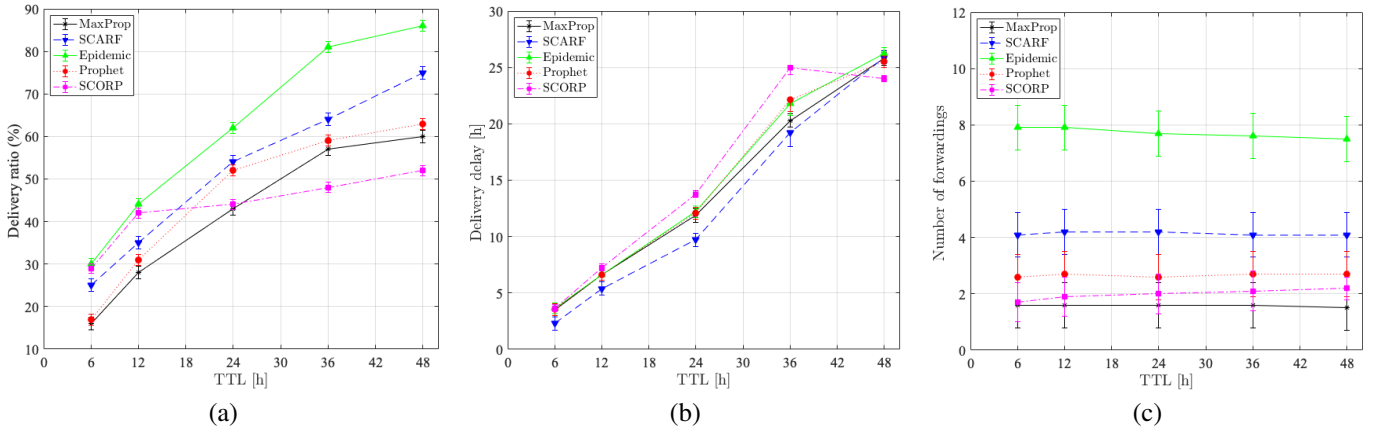 Delivery ratio (%)
90
80
70
60
50
40
30
20
10
0
6
12
18
24
30
36
42
48
TTL [h]
MaxProp
SCARF
Epidemic
Prophet
SCORP
(a)
Delivery delay [h]
30
25
20
15
10
5
0
0
6
12
18
24
30
36
42
48
TTL [h]
MaxProp
SCARF
Epidemic
Prophet
SCORP
(b)
Number of forwardings
12
10
8
6
4
2
0
0
6
12
18
24
30
36
42
48
TTL [h]
MaxProp
SCARF
Epidemic
Prophet
SCORP
(c)